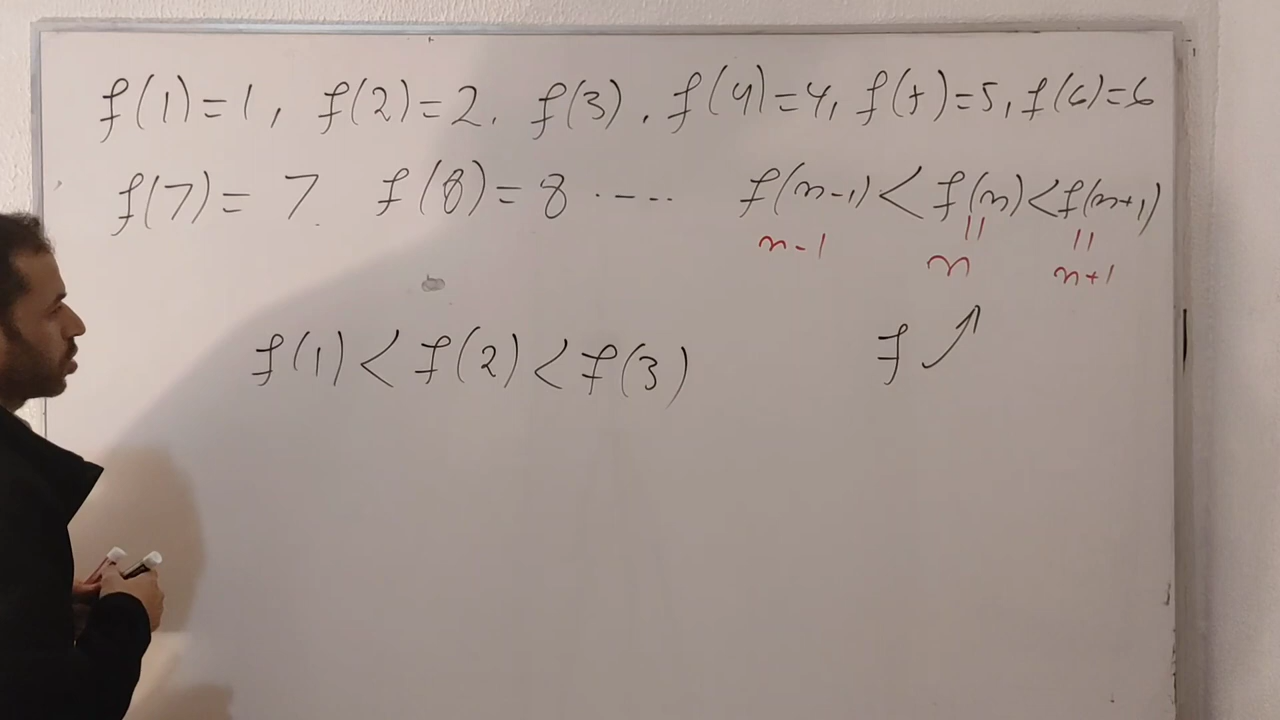 f(1)=1, f(2)=2, f(3), f(4)=4, f(5)=5, f(6)=6
f(7)=7. f(8)=8 ---- f(n-1)<f(n)<f(n+1)
n-1 = n = n+1
f(1)<f(2)<f(3) f ↗